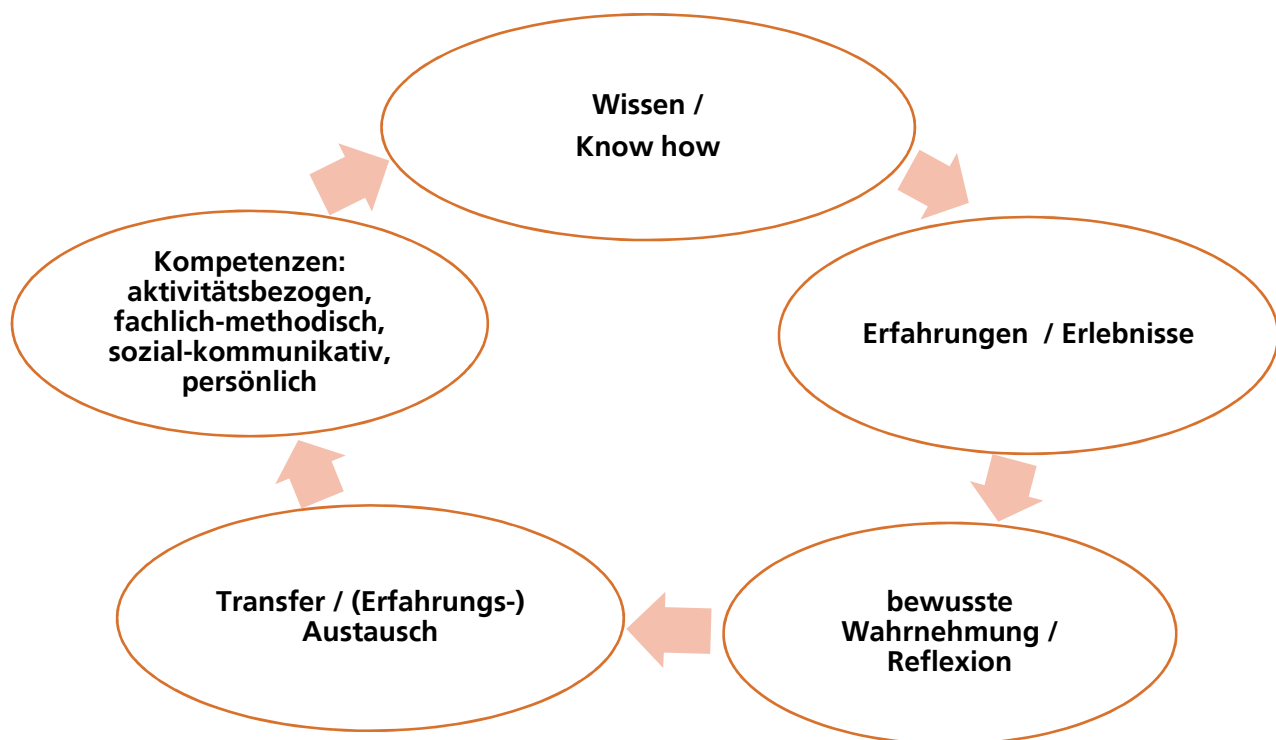 Wissen /
Know how
Erfahrungen / Erlebnisse
bewusste
Wahrnehmung /
Reflexion
Transfer / (Erfahrungs-)
Austausch
Kompetenzen:
aktivitätsbezogen,
fachlich-methodisch,
sozial-kommunikativ,
persönlich